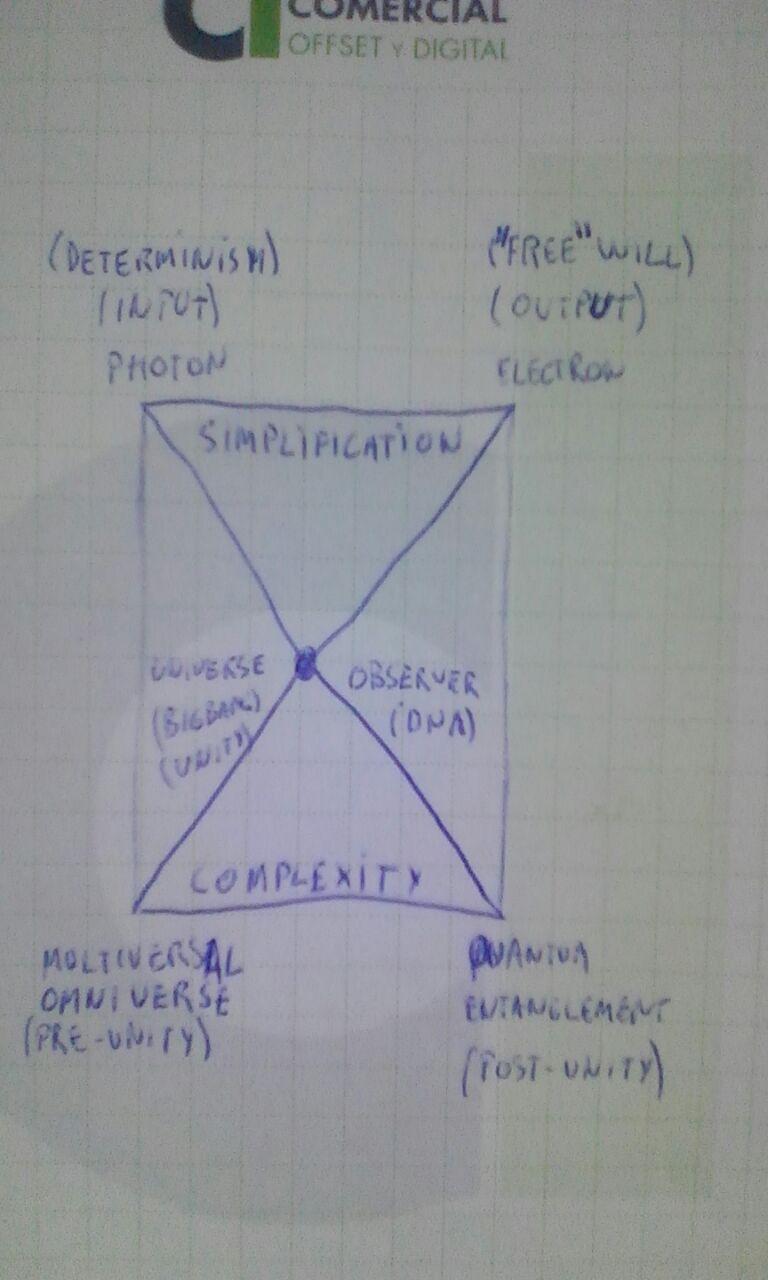 COMERCIAL
OFFSET Y DIGITAL
(DETERMINISM)
(INPUT)
PHOTON
("FREE" WILL)
(OUTPUT)
ELECTRON
SIMPLIFICATION
UNIVERSE
(BIGBANG)
(UNITY)
OBSERVER
(DNA)
COMPLEXITY
MULTIVERSAL
OMNIVERSE
(PRE-UNITY)
QUANTUM
ENTANGLEMENT
(POST-UNITY)